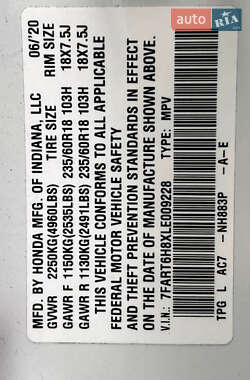 auto RIA.com
MFD. BY HONDA MFG. OF INDIANA, LLC 06/'20
GVWR 2250KG(4960LBS) TIRE SIZE RIM SIZE
GAWR F 1150KG(2535LBS) 235/60R18 103H 18X7.5J
GAWR R 1130KG(2491LBS) 235/60R18 103H 18X7.5J
THIS VEHICLE CONFORMS TO ALL APPLICABLE
FEDERAL MOTOR VEHICLE SAFETY
AND THEFT PREVENTION STANDARDS IN EFFECT
ON THE DATE OF MANUFACTURE SHOWN ABOVE.
V.I.N.: 7FART6H8XLE009228 TYPE: MPV
TPG L AC7 -NH883P -A-E